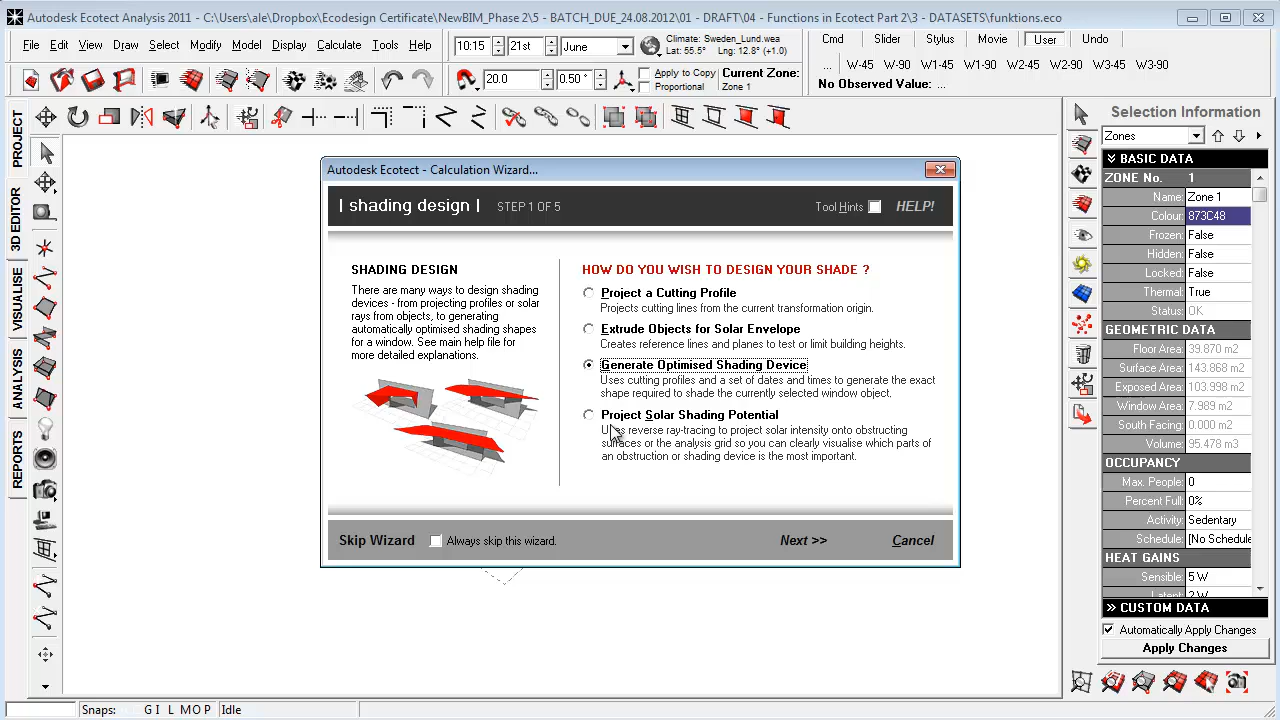 Autodesk Ecotect Analysis 2011 - C:\Users\ale\Dropbox\Ecodesign Certificate\NewBIM_Phase 2\5 - BATCH_DUE_24.08.2012\01 - DRAFT\04 - Functions in Ecotect Part 2\3 - DATASETS\funktions.eco
File Edit View Draw Select Modify Model Display Calculate Tools Help
10:15 21st June
Climate: Sweden_Lund.wea
Lat: 55.5° Lng: 12.8° (+1.0)
Cmd Slider Stylus Movie User Undo
... W-45 W-90 W1-45 W1-90 W2-45 W2-90 W3-45 W3-90
20.0 0.50 °
Apply to Copy
Proportional
Current Zone:
Zone 1
No Observed Value: ...
PROJECT
3D EDITOR
VISUALISE
ANALYSIS
REPORTS
Autodesk Ecotect - Calculation Wizard...
| shading design | STEP 1 OF 5
Tool Hints HELP!
SHADING DESIGN
There are many ways to design shading
device - from projecting profiles or solar
rays from objects, to generating
automatically optimised shading shapes
for a window. See main help file for
more detailed explanations.
HOW DO YOU WISH TO DESIGN YOUR SHADE ?
Project a Cutting Profile
Projects cutting lines from the current transformation origin.
Extrude Objects for Solar Envelope
Creates reference lines and planes to test or limit building heights.
Generate Optimised Shading Device
Uses cutting profiles and a set of dates and times to generate the exact
shape required to shade the currently selected window object.
Project Solar Shading Potential
Uses reverse ray-tracing to project solar intensity onto obstructing
surfaces or the analysis grid so you can clearly visualise which parts of
an obstruction or shading device is the most important.
Skip Wizard Always skip this wizard. Next >> Cancel
Selection Information
Zones
BASIC DATA
ZONE No. 1
Name: Zone 1
Colour: 873C48
Frozen: False
Hidden: False
Locked: False
Thermal: True
Status: OK
GEOMETRIC DATA
Floor Area: 39.870 m2
Surface Area: 143.868 m2
Exposed Area: 103.998 m2
Window Area: 7.989 m2
South Facing: 0.000 m2
Volume: 95.478 m3
OCCUPANCY
Max. People: 0
Percent Full: 0%
Activity: Sedentary
Schedule: [No Schedule
HEAT GAINS
Sensible: 5 W
Latent: 2 W
CUSTOM DATA
Automatically Apply Changes
Apply Changes
Snaps: G I L M O P Idle